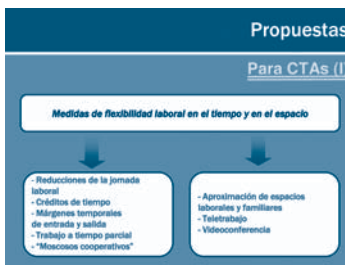 Propuestas
Para CTAs (I
Medidas de flexibilidad laboral en el tiempo y en el espacio
- Reducciones de la jornada
laboral
- Créditos de tiempo
- Márgenes temporales
de entrada y salida
- Trabajo a tiempo parcial
- "Moscosos cooperativos"
- Aproximación de espacios
laborales y familiares
- Teletrabajo
- Videoconferencia